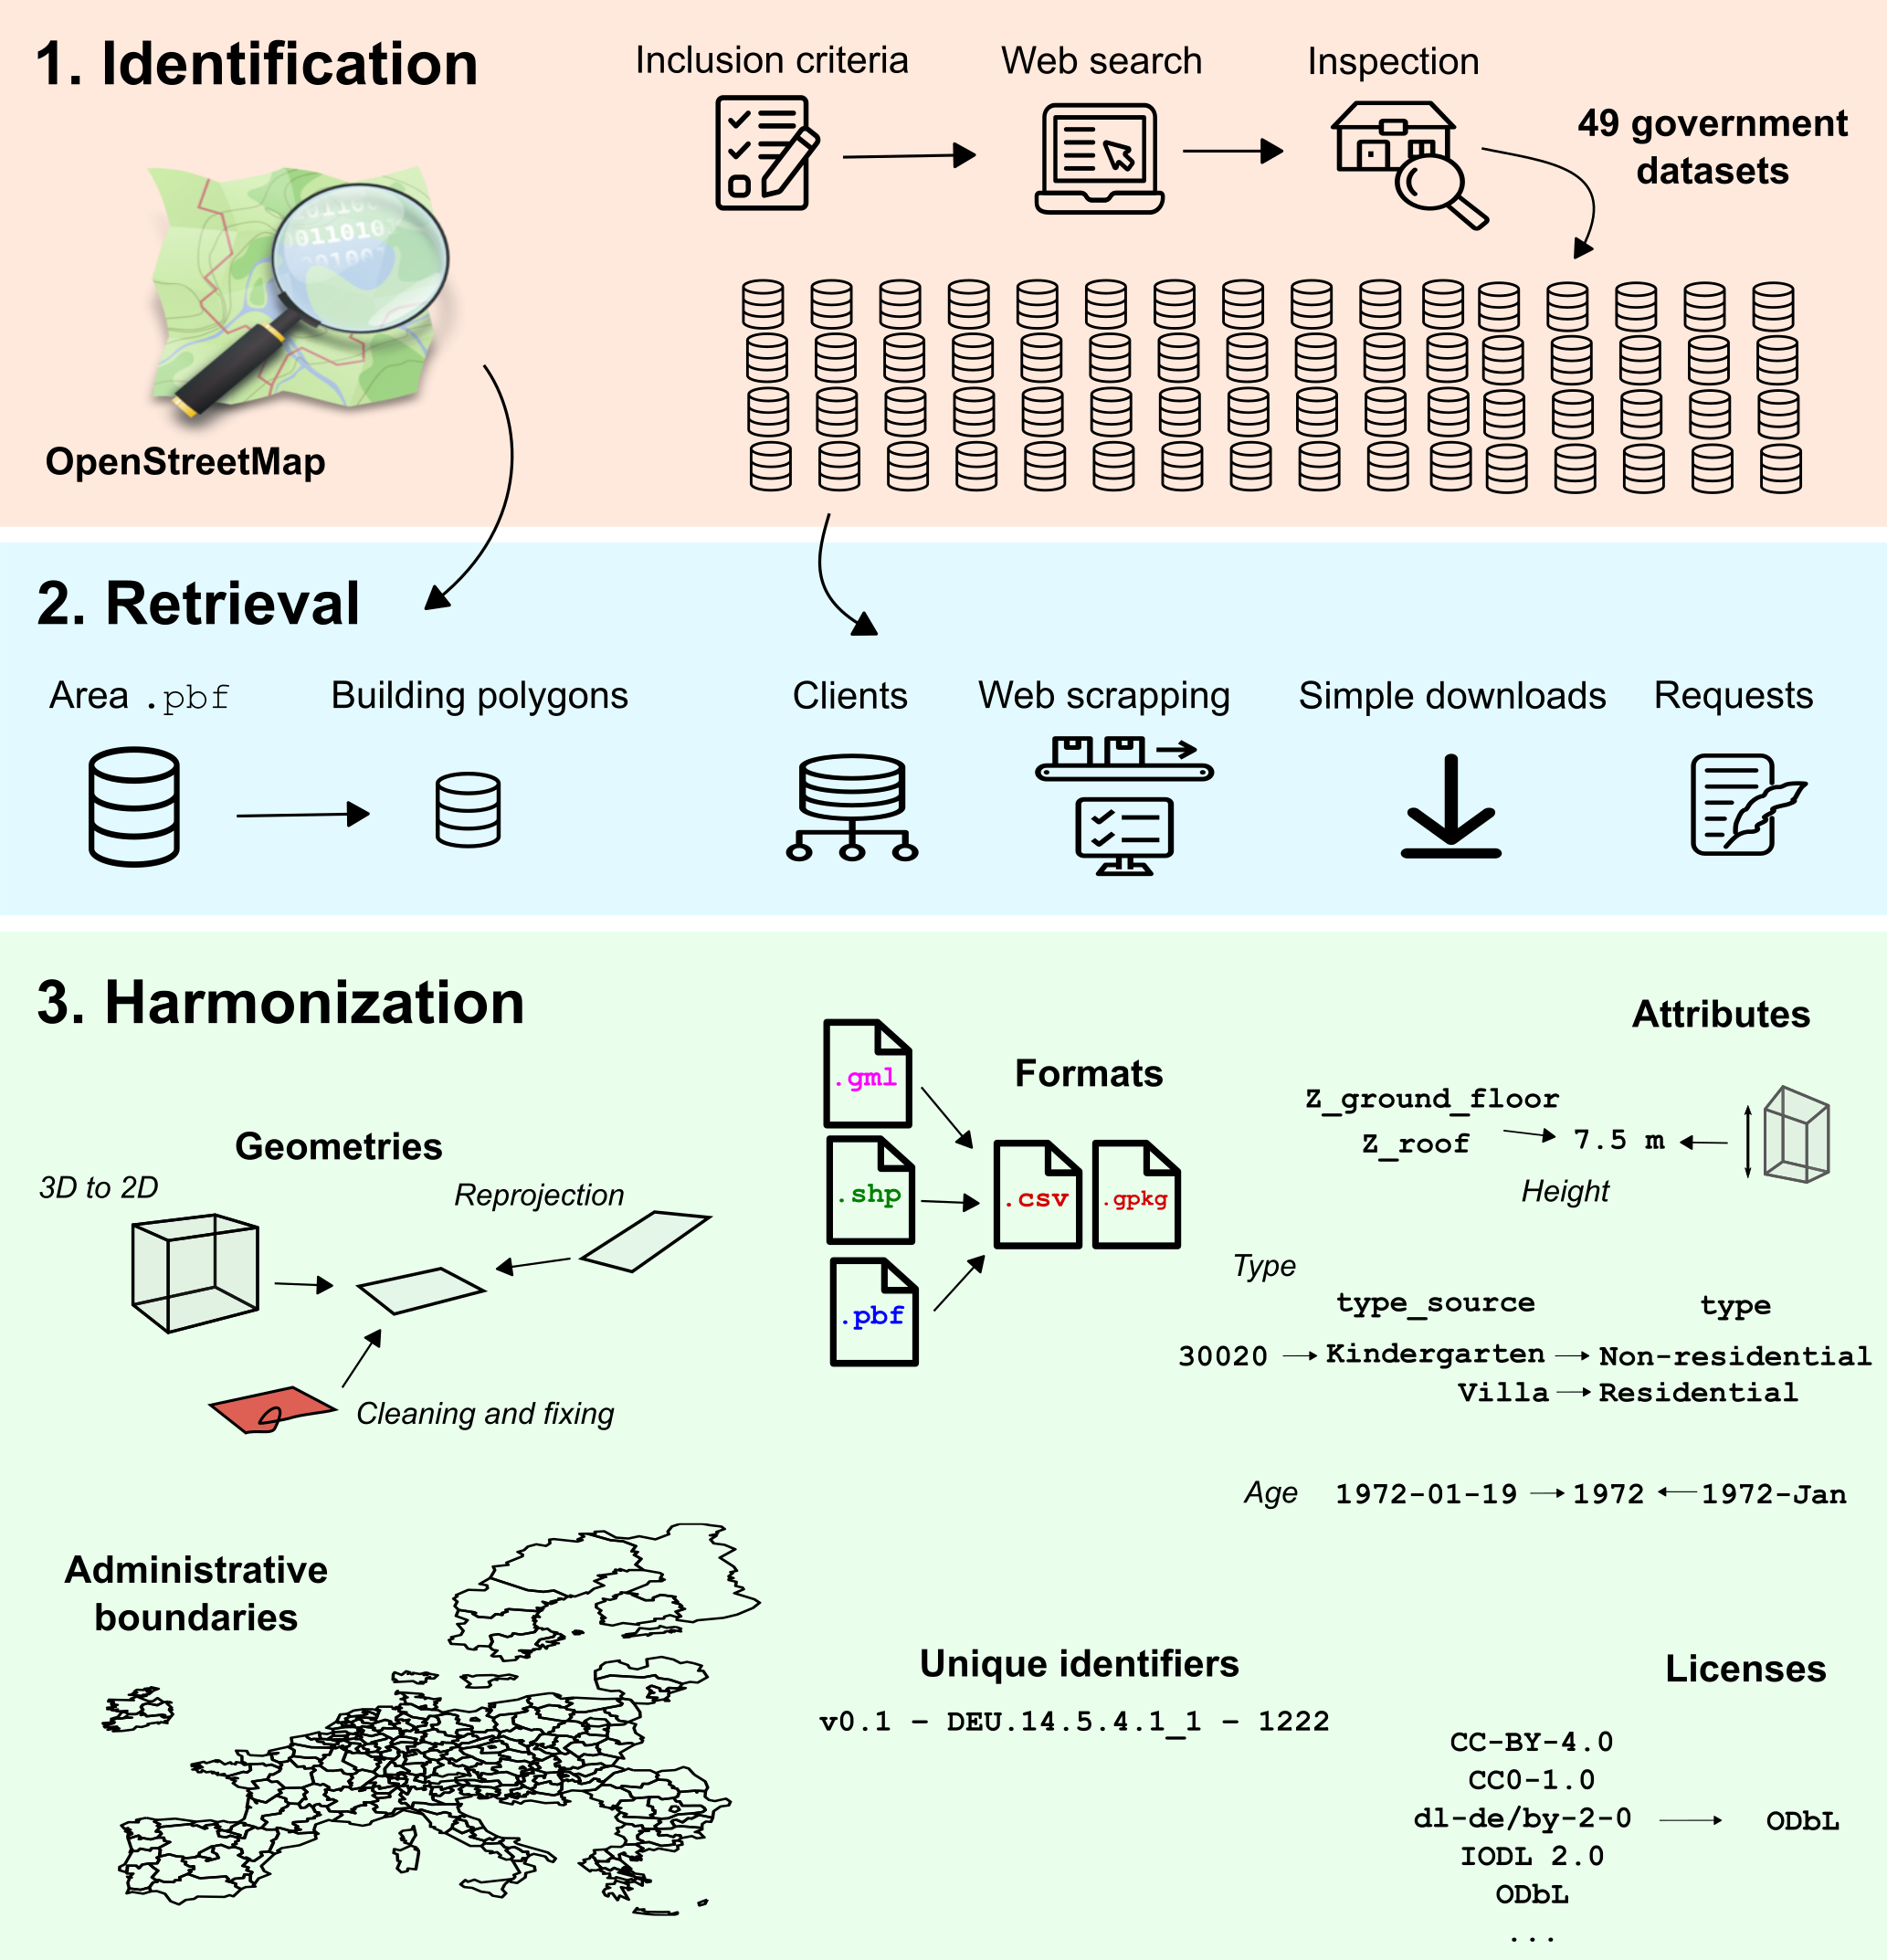 1. Identification
Inclusion criteria
Web search
Inspection
49 government
datasets
011010
OpenStreetMap
2. Retrieval
Area .pbf
Building polygons
Clients
Web scrapping
Simple downloads
Requests
3. Harmonization
Geometries
3D to 2D
Reprojection
Cleaning and fixing
Formats
.gml
.shp
.pbf
.csv
.gpkg
Attributes
Z_ground_floor
Z_roof
7.5 m
Height
Type
type_source
type
30020
Kindergarten
Non-residential
Villa
Residential
Age
1972-01-19
1972
1972-Jan
Administrative
boundaries
Unique identifiers
v0.1 - DEU.14.5.4.1_1 - 1222
Licenses
CC-BY-4.0
CC0-1.0
dl-de/by-2-0
ODbL
IODL 2.0
ODbL
...